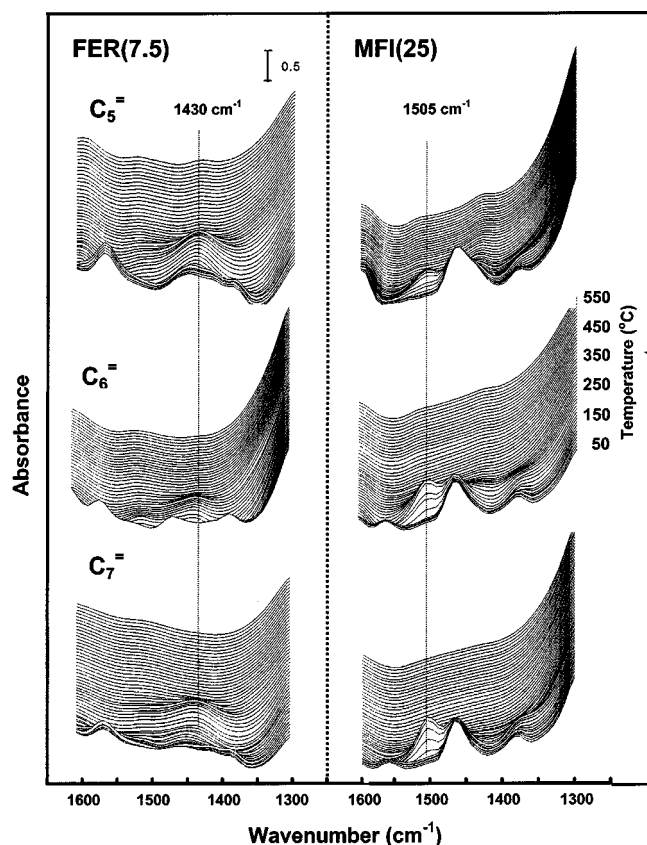 FER(7.5)
MFI(25)
0.5
C5=
1430 cm-1
1505 cm-1
C6=
C7=
550
450
350
250
150
50
Temperature (oC)
Absorbance
1600 1500 1400 1300
1600 1500 1400 1300
Wavenumber (cm-1)